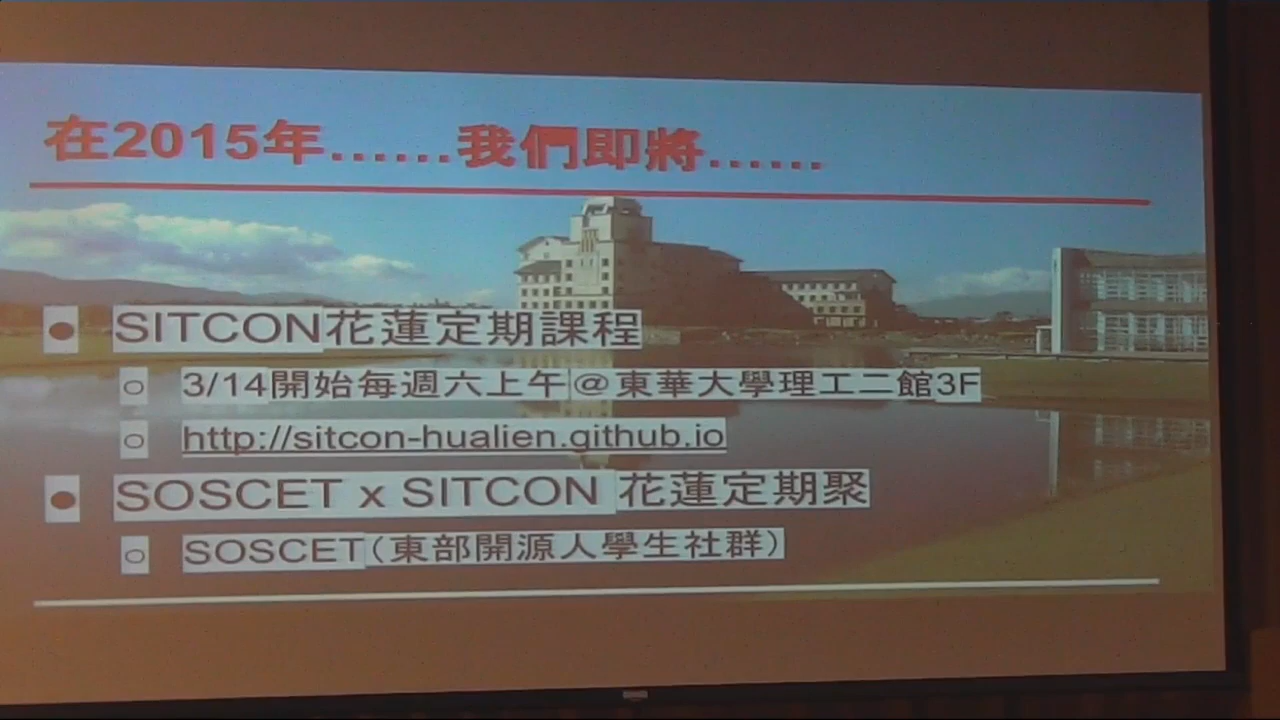 在2015年……我們即將……
● SITCON花蓮定期課程
○ 3/14開始每週六上午@東華大學理工二館3F
○ http://sitcon-hualien.github.io
● SOSCET x SITCON 花蓮定期聚
○ SOSCET(東部開源人學生社群)